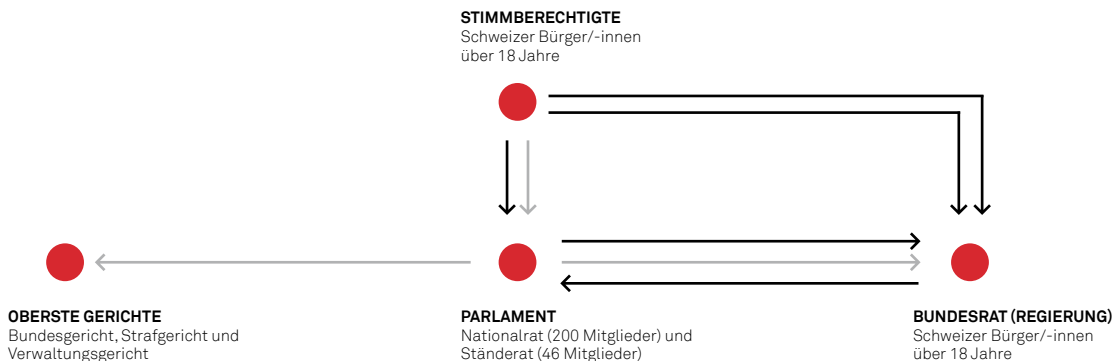 STIMMBERECHTIGTE
Schweizer Bürger/-innen
über 18 Jahre
OBERSTE GERICHTE
Bundesgericht, Strafgericht und
Verwaltungsgericht
PARLAMENT
Nationalrat (200 Mitglieder) und
Ständerat (46 Mitglieder)
BUNDESRAT (REGIERUNG)
Schweizer Bürger/-innen
über 18 Jahre